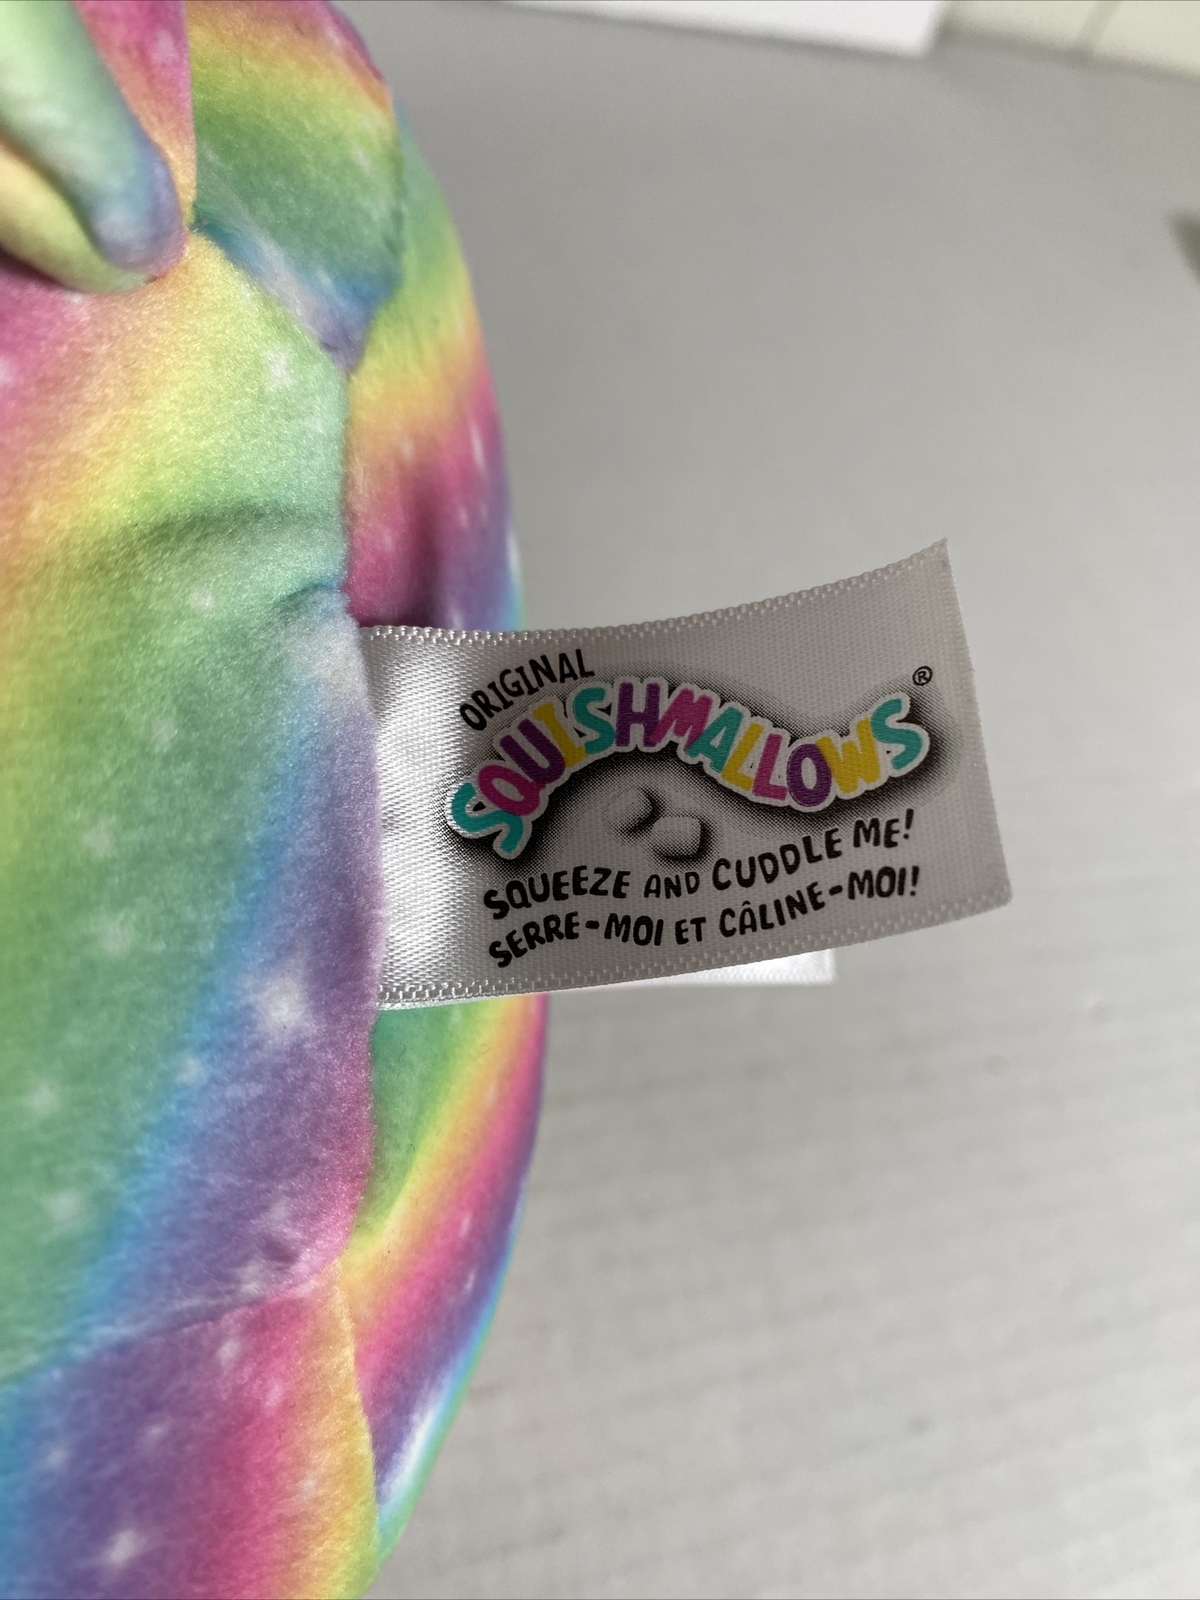 ORIGINAL
SQUISHMALLOWS®
SQUEEZE AND CUDDLE ME!
SERRE-MOI ET CÂLINE-MOI!